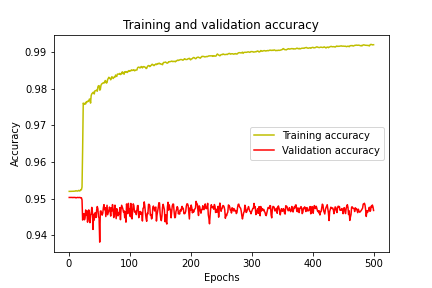 Training and validation accuracy
Accuracy
0.99
0.98
0.97
0.96
0.95
0.94
Training accuracy
Validation accuracy
0
100
200
300
400
500
Epochs